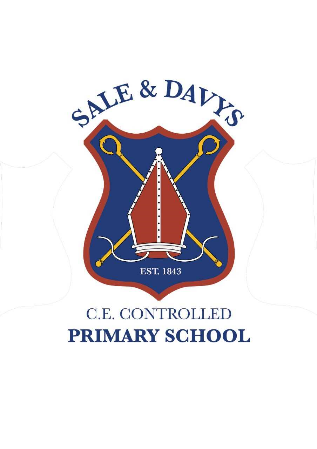 SALE & DAVYS
EST. 1843
C.E. CONTROLLED
PRIMARY SCHOOL